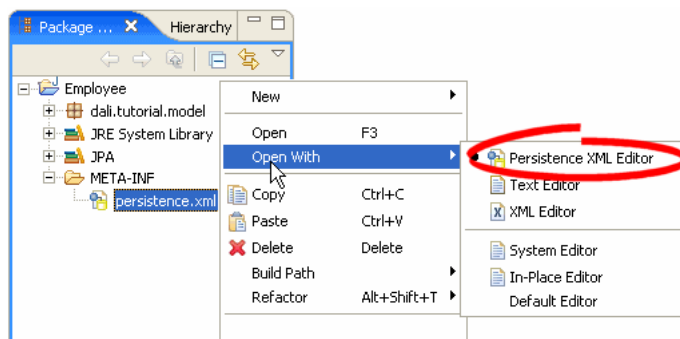 Package ... Hierarchy
Employee
dali.tutorial.model
JRE System Library
JPA
META-INF
persistence.xml
New
Open F3
Open With
Copy Ctrl+C
Paste Ctrl+V
Delete Delete
Build Path
Refactor Alt+Shift+T
Persistence XML Editor
Text Editor
XML Editor
System Editor
In-Place Editor
Default Editor